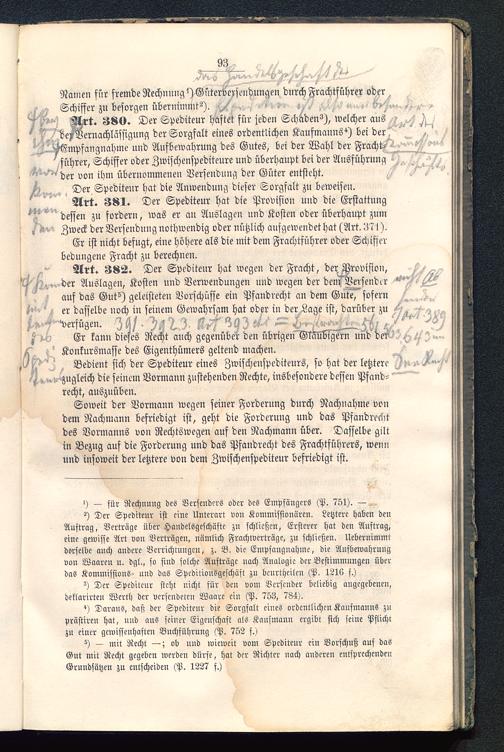 93
das Handelsgeschäft des
Namen für fremde Rechnung¹) Güterversendungen durch Frachtführer oder
Schiffer zu besorgen übernimmt²).
Art. 380. Der Spediteur haftet für jeden Schaden³), welcher aus
der Vernachlässigung der Sorgfalt eines ordentlichen Kaufmanns⁴) bei der
Empfangnahme und Aufbewahrung des Gutes, bei der Wahl der Fracht-
führer, Schiffer oder Zwischenspediteure und überhaupt bei der Ausführung
der von ihm übernommenen Versendung der Güter entsteht.
Der Spediteur hat die Anwendung dieser Sorgfalt zu beweisen.
Art. 381. Der Spediteur hat die Provision und die Erstattung
dessen zu fordern, was er an Auslagen und Kosten oder überhaupt zum
Zweck der Versendung nothwendig oder nützlich aufgewendet hat (Art. 371).
Er ist nicht befugt, eine höhere als die mit dem Frachtführer oder Schiffer
bedungene Fracht zu berechnen.
Art. 382. Der Spediteur hat wegen der Fracht, der Provision,
der Auslagen, Kosten und Verwendungen und wegen der dem Versender
auf das Gut⁵) geleisteten Vorschüsse ein Pfandrecht an dem Gute, sofern
er dasselbe noch in seinem Gewahrsam hat oder in der Lage ist, darüber zu
verfügen.
Er kann dieses Recht auch gegenüber den übrigen Gläubigern und der
Konkursmasse des Eigenthümers geltend machen.
Bedient sich der Spediteur eines Zwischenspediteurs, so hat der letztere
zugleich die seinem Vormann zustehenden Rechte, insbesondere dessen Pfand-
recht, auszuüben.
Soweit der Vormann wegen seiner Forderung durch Nachnahme von
dem Nachmann befriedigt ist, geht die Forderung und das Pfandrecht
des Vormanns von Rechtswegen auf den Nachmann über. Dasselbe gilt
in Bezug auf die Forderung und das Pfandrecht des Frachtführers, wenn
und insoweit der letztere von dem Zwischenspediteur befriedigt ist.
¹) — für Rechnung des Versenders oder des Empfängers (P. 751). —
²) Der Spediteur ist eine Unterart von Kommissionären. Letztere haben den
Auftrag, Verträge über Handelsgeschäfte zu schließen, Ersterer hat den Auftrag,
eine gewisse Art von Verträgen, nämlich Frachtverträge, zu schließen. Uebernimmt
derselbe auch andere Verrichtungen, z. B. die Empfangnahme, die Aufbewahrung
von Waaren u. dgl., so sind solche Aufträge nach Analogie der Bestimmungen über
das Kommissions- und das Speditionsgeschäft zu beurtheilen (P. 1216 f.)
³) Der Spediteur steht nicht für den vom Versender beliebig angegebenen,
deklarirten Werth der versendeten Waare ein (P. 753, 784).
⁴) Daraus, daß der Spediteur die Sorgfalt eines ordentlichen Kaufmanns zu
prästiren hat, und aus seiner Eigenschaft als Kaufmann ergibt sich seine Pflicht
zu einer gewissenhaften Buchführung (P. 752 f.)
⁵) — mit Recht —; ob und wieweit vom Spediteur ein Vorschuß auf das
Gut mit Recht gegeben werden dürfe, hat der Richter nach anderen entsprechenden
Grundsätzen zu entscheiden (P. 1227 f.)